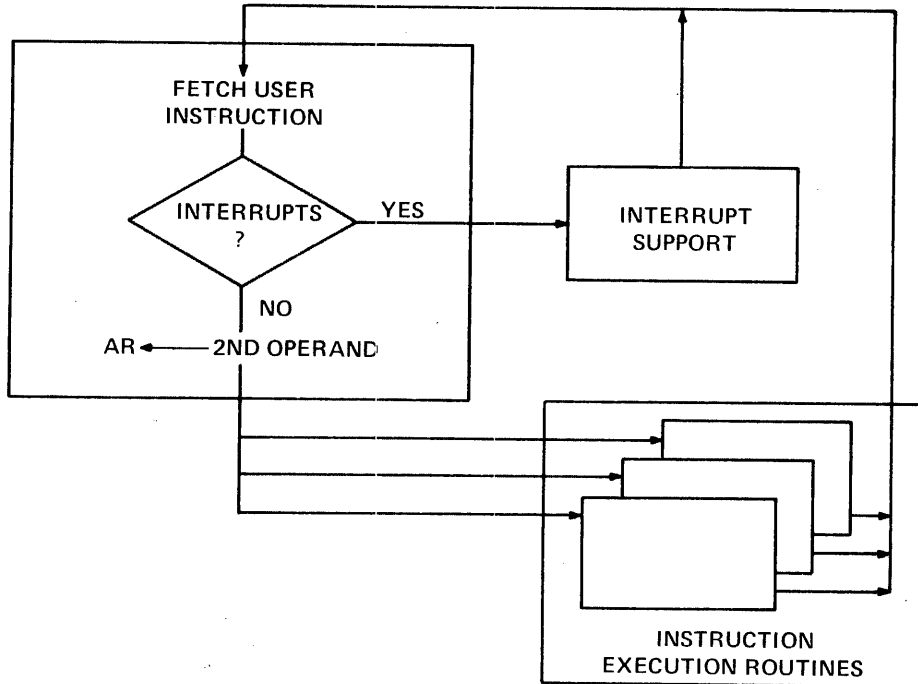 FETCH USER
INSTRUCTION
INTERRUPTS
?
YES
INTERRUPT
SUPPORT
NO
AR
2ND OPERAND
INSTRUCTION
EXECUTION ROUTINES